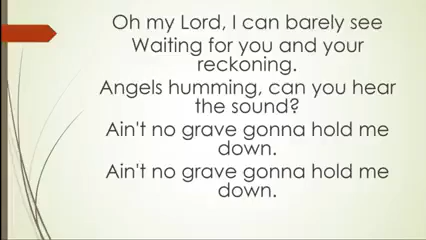 Oh my Lord, I can barely see
Waiting for you and your
reckoning.
Angels humming, can you hear
the sound?
Ain't no grave gonna hold me
down.
Ain't no grave gonna hold me
down.